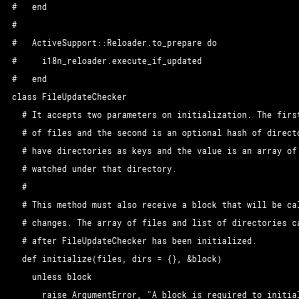 #   end
#
#   ActiveSupport::Reloader.to_prepare do
#     i18n_reloader.execute_if_updated
#   end
class FileUpdateChecker
# It accepts two parameters on initialization. The first
# of files and the second is an optional hash of
# have directories as keys and the value is an array of
# watched under that directory.
#
# This method must also receive a block that will be
# changes. The array of files and list of directories
# after FileUpdateChecker has been initialized.
def initialize(files, dirs = {}, &block)
unless block
raise ArgumentError, "A block is required to